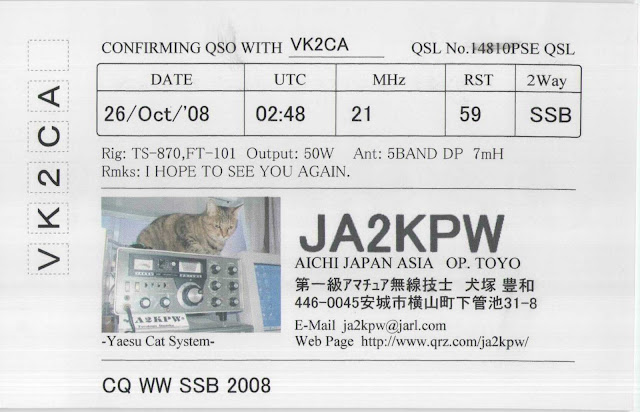 CONFIRMING QSO WITH VK2CA QSL No.14810PSE QSL
DATE UTC MHz RST 2Way
26/Oct/'08 02:48 21 59 SSB
Rig: TS-870,FT-101 Output: 50W Ant: 5BAND DP 7mH
Rmks: I HOPE TO SEE YOU AGAIN.
VK2CA
JA2KPW
AICHI JAPAN ASIA OP. TOYO
第一級アマチュア無線技士 犬塚 豊和
446-0045安城市横山町下管池31-8
E-Mail ja2kpw@jarl.com
Web Page http://www.qrz.com/ja2kpw/
JA2KPW
-Yaesu Cat System-
CQ WW SSB 2008